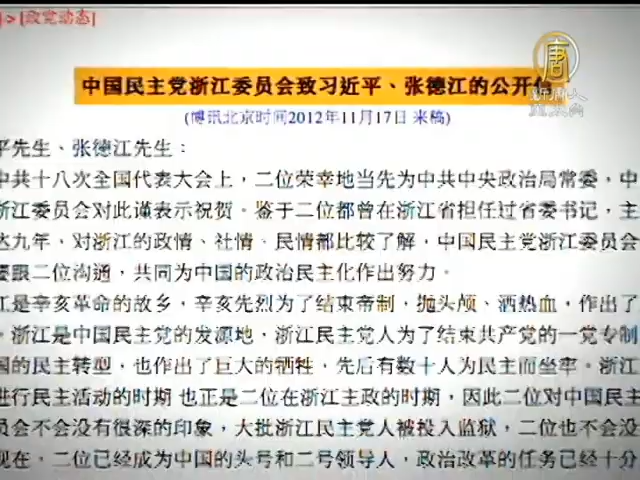 ]>[政党动态]
唐
新唐人
亞太台
中国民主党浙江委员会致习近平、张德江的公开
(博讯北京时间2012年11月17日 来稿)
平先生、张德江先生：
中共十八次全国代表大会上，二位荣幸地当先为中共中央政治局常委，中
浙江委员会对此谨表示祝贺。鉴于二位都曾在浙江省担任过省委书记，主
达九年、对浙江的政情、社情、民情都比较了解，中国民主党浙江委员会
要跟二位沟通，共同为中国的政治民主化作出努力。
江是辛亥革命的故乡，辛亥先烈为了结束帝制，抛头颅、洒热血，作出了
。浙江是中国民主党的发源地，浙江民主党人为了结束共产党的一党专制
国的民主转型，也作出了巨大的牺牲，先后有数十人为民主而坐牢。浙江
进行民主活动的时期 也正是二位在浙江主政的时期，因此二位对中国民主
员会不会没有很深的印象，大批浙江民主党人被投入监狱，二位也不会没
现在，二位已经成为中国的头号和二号领导人，政治改革的任务已经十分